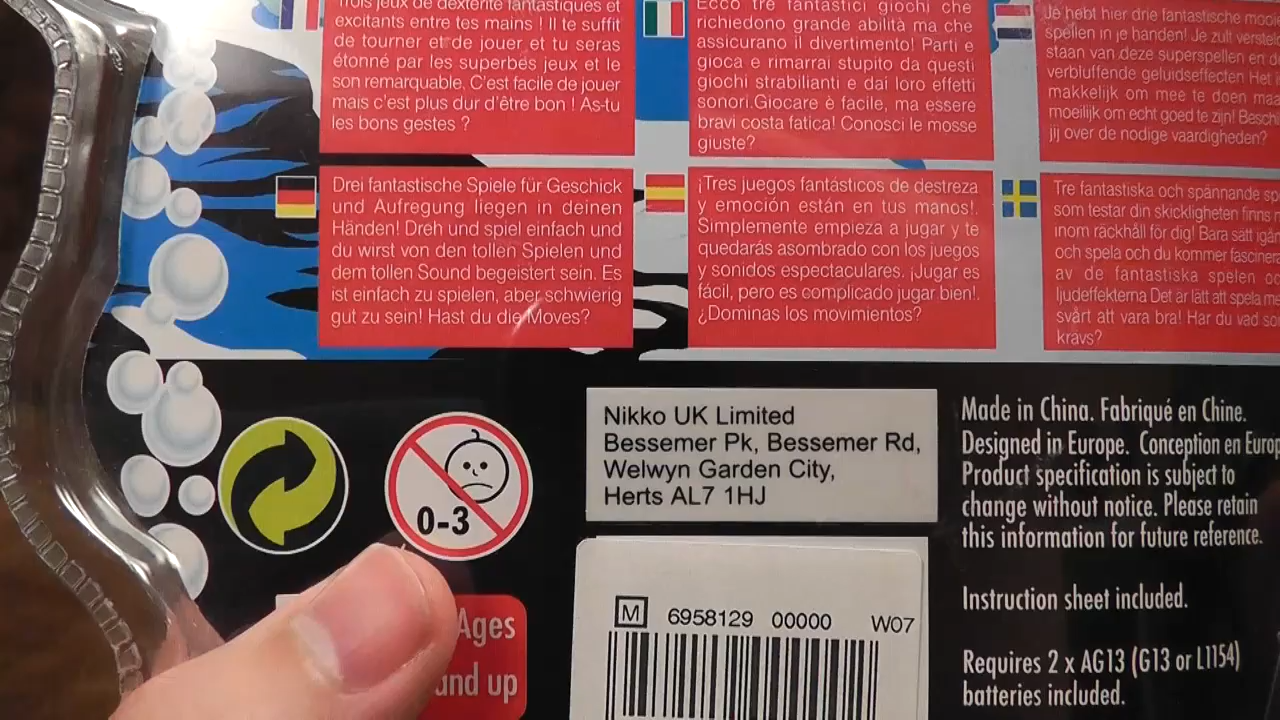 Trois jeux de dextérité fantastiques et
excitants entre tes mains ! Il te suffit
de tourner et de jouer et tu seras
étonné par les superbes jeux et le
son remarquable. C'est facile de jouer
mais c'est plus dur d'être bon ! As-tu
les bons gestes ?
Ecco tre fantastici giochi che
richiedono grande abilità ma che
assicurano il divertimento! Parti e
gioca e rimarrai stupito da questi
giochi strabilianti e dai loro effetti
sonori.Giocare è facile, ma essere
bravi costa fatica! Conosci le mosse
giuste?
Je hebt hier drie fantastische
spellen in je handen! Je zult
staan van deze superspellen en
verbluffende geluidseffecten Het
makkelijk om mee te doen
moeilijk om echt goed te zijn!
jij over de nodige vaardigheden?
Drei fantastische Spiele für Geschick
und Aufregung liegen in deinen
Händen! Dreh und spiel einfach und
du wirst von den tollen Spielen und
dem tollen Sound begeistert sein. Es
ist einfach zu spielen, aber schwierig
gut zu sein! Hast du die Moves?
¡Tres juegos fantásticos de destreza
y emoción están en tus manos!.
Simplemente empieza a jugar y te
quedarás asombrado con los juegos
y sonidos espectaculares. ¡Jugar es
fácil, pero es complicado jugar bien!.
¿Dominas los movimientos?
Tre fantastiska och spännande
som testar din skickligheten finns
inom räckhåll för dig! Bara sätt
och spela och du kommer
av de fantastiska spelen
ljudeffekterna Det är lätt att spela
svårt att vara bra! Har du vad
kravs?
0-3
Nikko UK Limited
Bessemer Pk, Bessemer Rd,
Welwyn Garden City,
Herts AL7 1HJ
Made in China. Fabriqué en Chine.
Designed in Europe. Conception en
Product specification is subject to
change without notice. Please retain
this information for future reference.
Instruction sheet included.
Requires 2 x AG13 (G13 or L1154)
batteries included.
M 6958129 00000 W07
Ages
and up